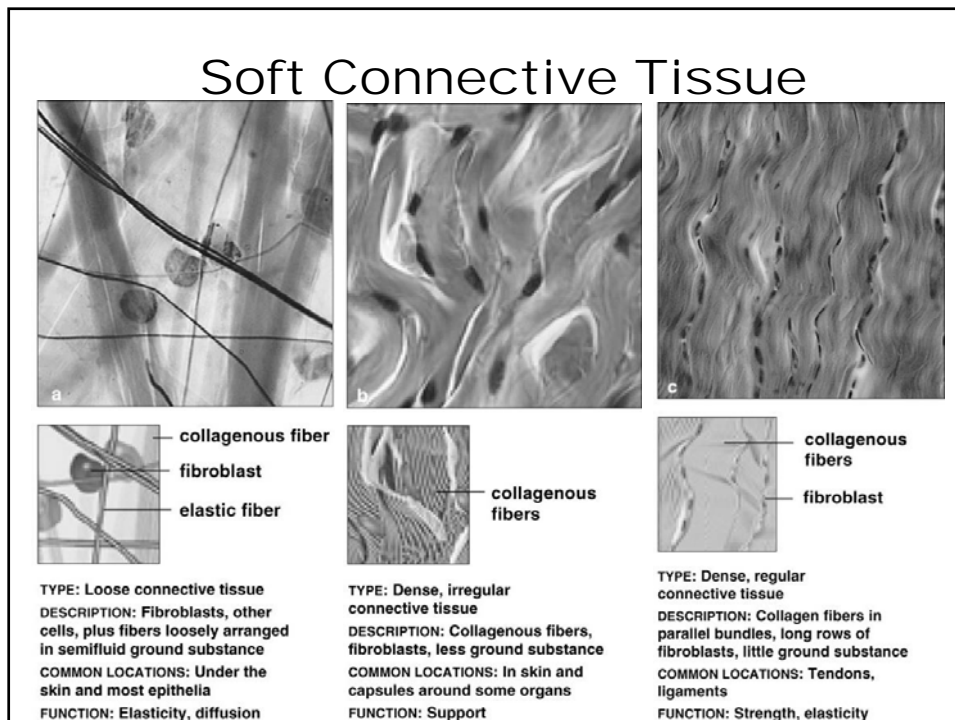 Soft Connective Tissue
a
b
c
collagenous fiber
fibroblast
elastic fiber
TYPE: Loose connective tissue
DESCRIPTION: Fibroblasts, other
cells, plus fibers loosely arranged
in semifluid ground substance
COMMON LOCATIONS: Under the
skin and most epithelia
FUNCTION: Elasticity, diffusion
collagenous
fibers
TYPE: Dense, irregular
connective tissue
DESCRIPTION: Collagenous fibers,
fibroblasts, less ground substance
COMMON LOCATIONS: In skin and
capsules around some organs
FUNCTION: Support
collagenous
fibers
fibroblast
TYPE: Dense, regular
connective tissue
DESCRIPTION: Collagen fibers in
parallel bundles, long rows of
fibroblasts, little ground substance
COMMON LOCATIONS: Tendons,
ligaments
FUNCTION: Strength, elasticity